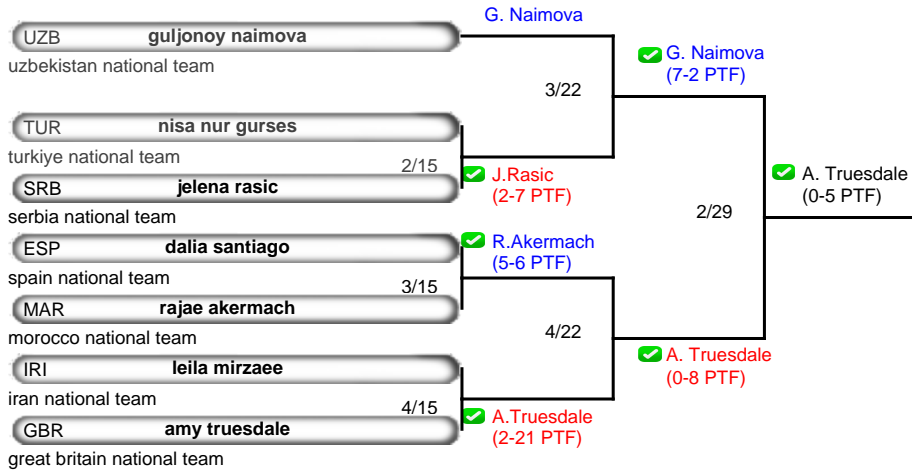 G. Naimova
UZB guljonoy naimova
uzbekistan national team
G. Naimova
(7-2 PTF)
3/22
TUR nisa nur gurses
turkiye national team
2/15
J.Rasic
(2-7 PTF)
SRB jelena rasic
serbia national team
A. Truesdale
(0-5 PTF)
2/29
ESP dalia santiago
spain national team
R.Akermach
(5-6 PTF)
3/15
MAR rajae akermach
morocco national team
4/22
A. Truesdale
(0-8 PTF)
IRI leila mirzaee
iran national team
4/15
A.Truesdale
(2-21 PTF)
GBR amy truesdale
great britain national team